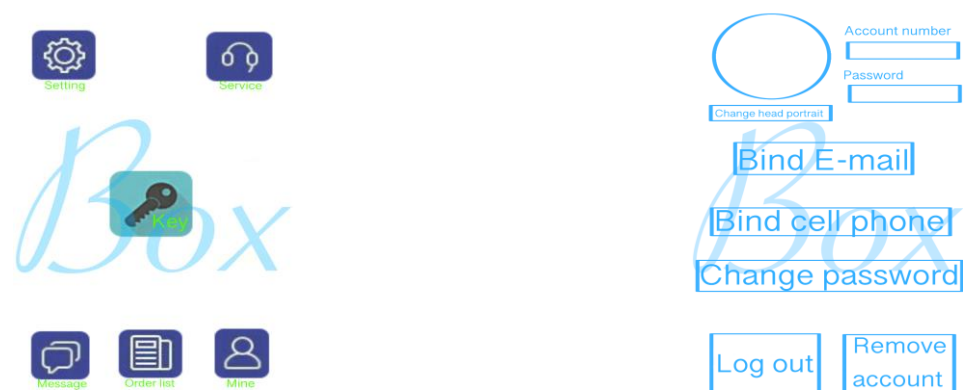 Setting
Service
Box
Key
Message
Order list
Mine
Account number
Password
Change head portrait
Box
Bind E-mail
Bind cell phone
Change password
Log out
Remove
account